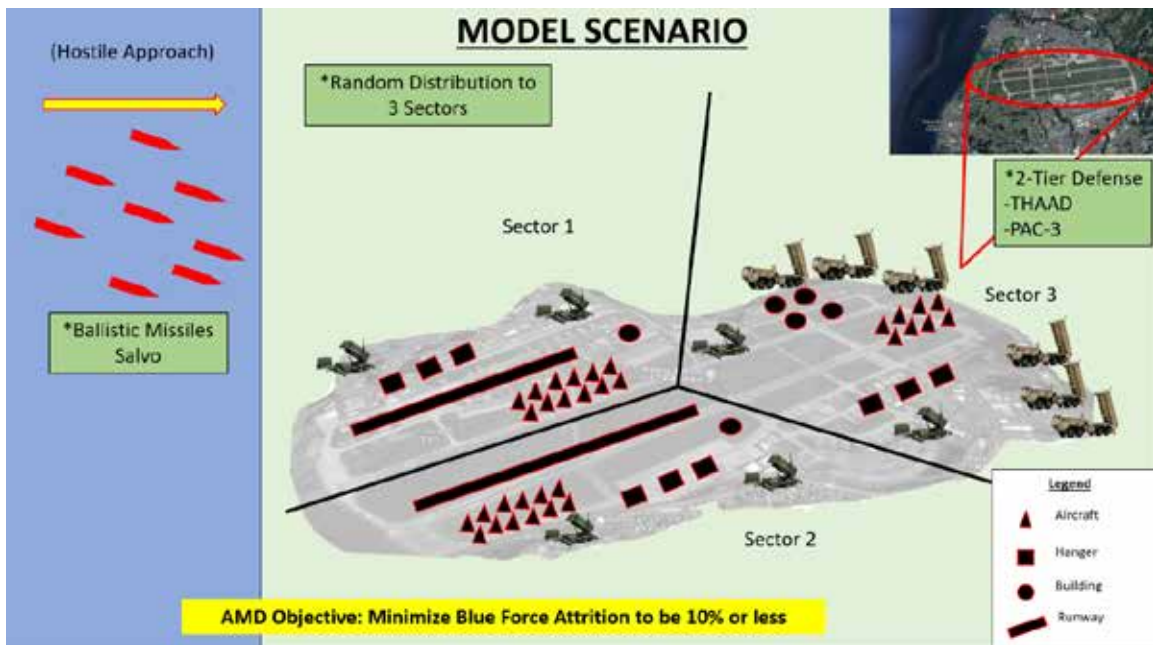 MODEL SCENARIO
(Hostile Approach)
*Random Distribution to
3 Sectors
*2-Tier Defense
-THAAD
-PAC-3
Sector 1
Sector 3
*Ballistic Missiles
Salvo
Sector 2
Legend
Aircraft
Hanger
Building
Runway
AMD Objective: Minimize Blue Force Attrition to be 10% or less